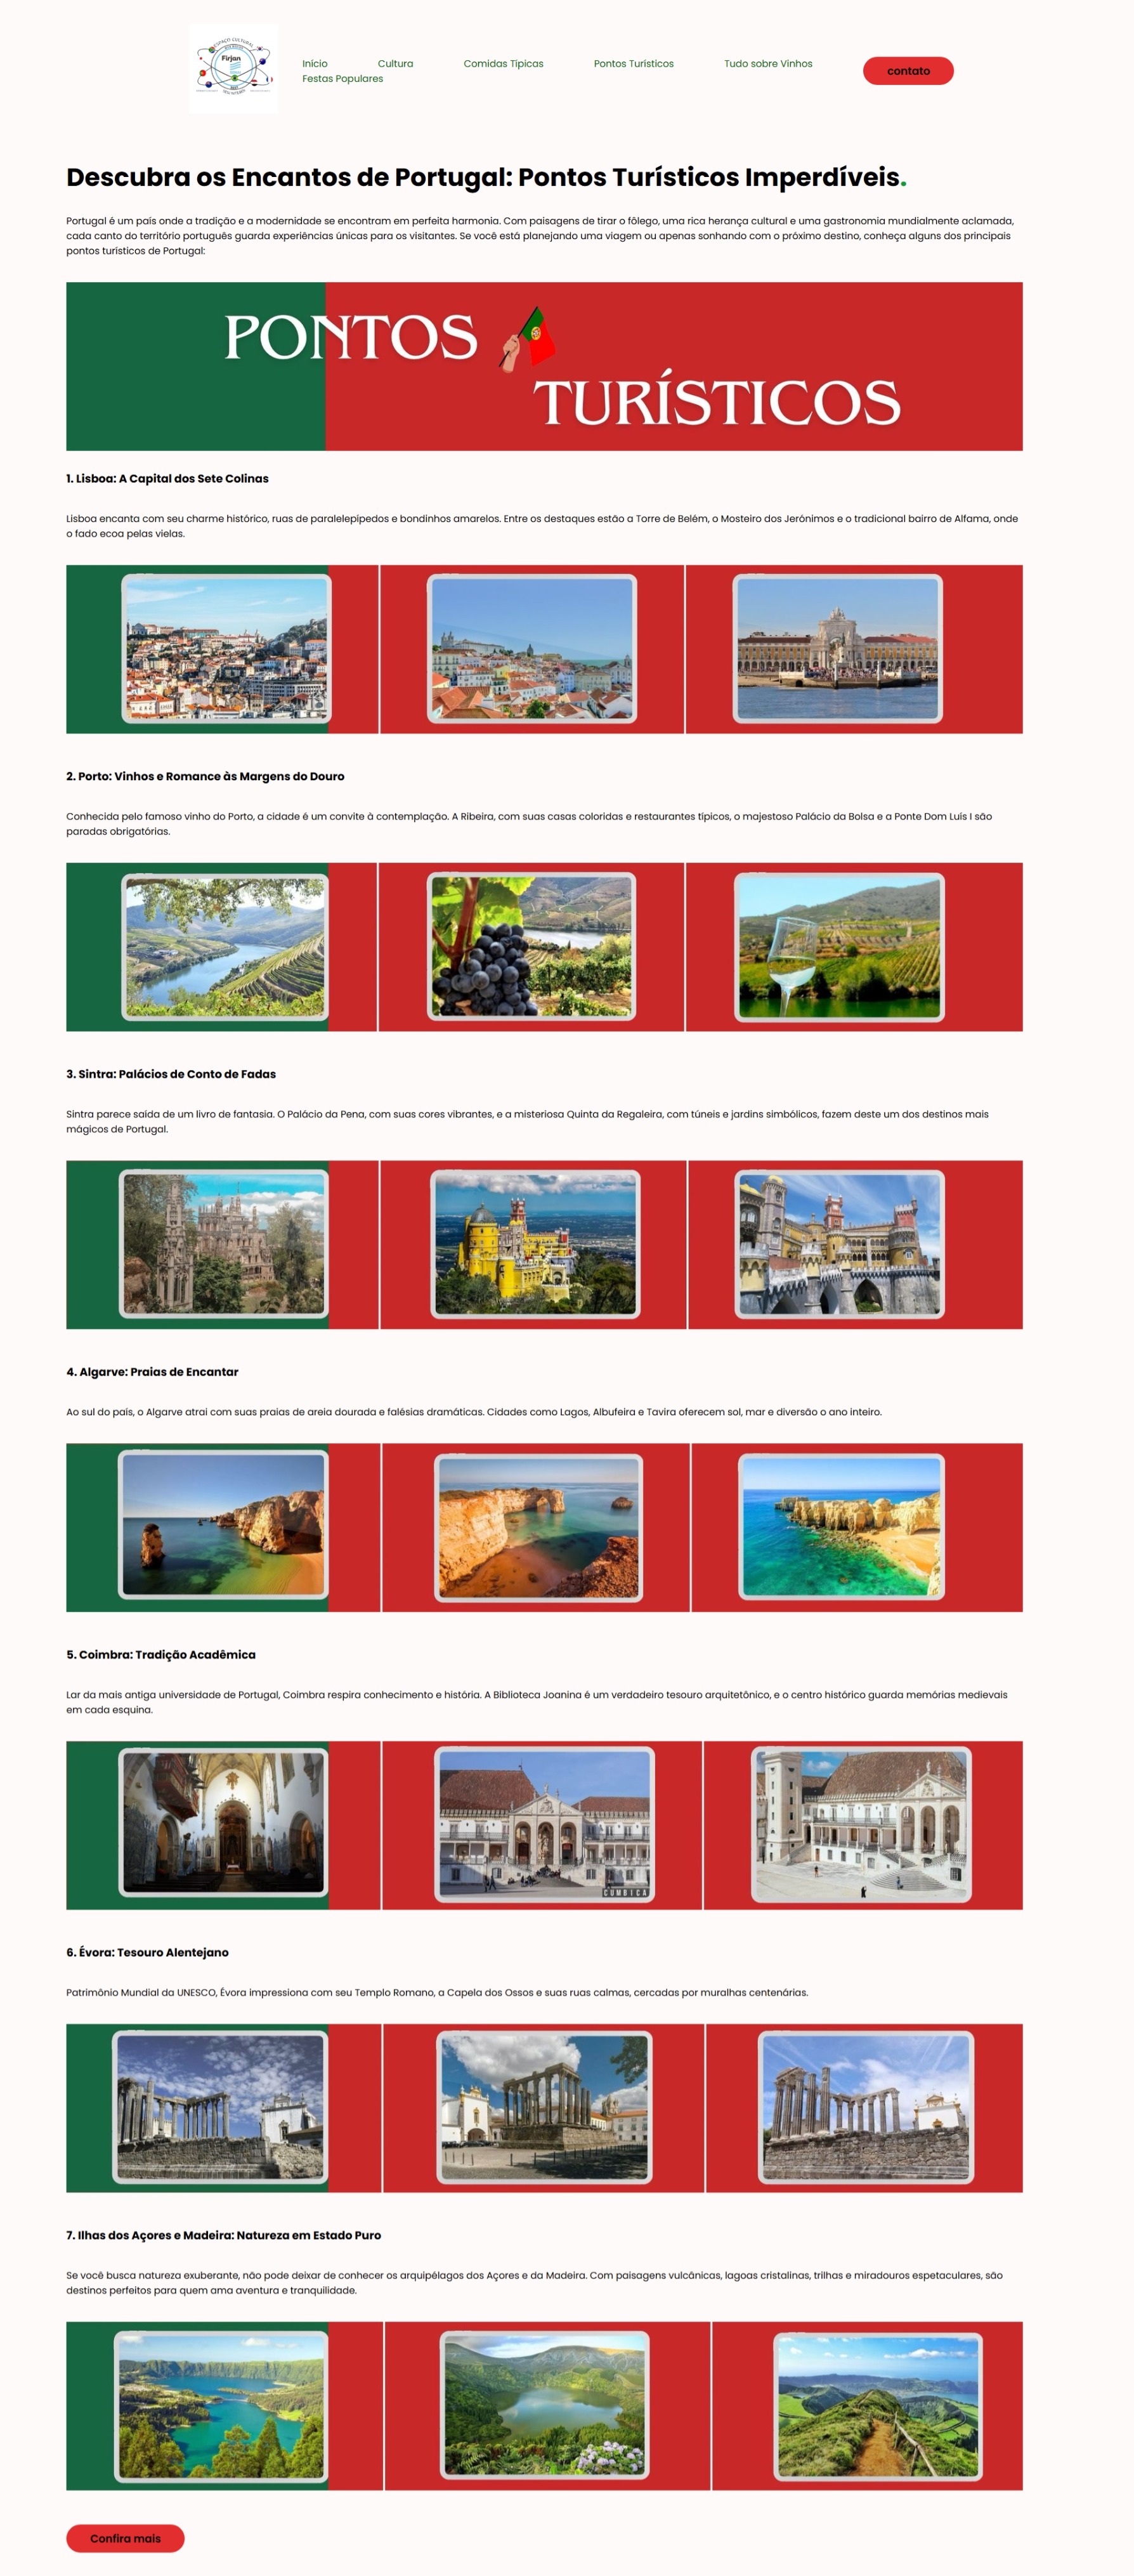 ESPAÇO CULTURAL
Firjan
SESI
2025
Início
Cultura
Comidas Típicas
Pontos Turísticos
Tudo sobre Vinhos
Festas Populares
contato
Descubra os Encantos de Portugal: Pontos Turísticos Imperdíveis.
Portugal é um país onde a tradição e a modernidade se encontram em perfeita harmonia. Com paisagens de tirar o fôlego, uma rica herança cultural e uma gastronomia mundialmente aclamada,
cada canto do território português guarda experiências únicas para os visitantes. Se você está planejando uma viagem ou apenas sonhando com o próximo destino, conheça alguns dos principais
pontos turísticos de Portugal:
PONTOS
TURÍSTICOS
1. Lisboa: A Capital dos Sete Colinas
Lisboa encanta com seu charme histórico, ruas de paralelepípedos e bondinhos amarelos. Entre os destaques estão a Torre de Belém, o Mosteiro dos Jerónimos e o tradicional bairro de Alfama, onde
o fado ecoa pelas vielas.
2. Porto: Vinhos e Romance às Margens do Douro
Conhecida pelo famoso vinho do Porto, a cidade é um convite à contemplação. A Ribeira, com suas casas coloridas e restaurantes típicos, o majestoso Palácio da Bolsa e a Ponte Dom Luís I são
paradas obrigatórias.
3. Sintra: Palácios de Conto de Fadas
Sintra parece saída de um livro de fantasia. O Palácio da Pena, com suas cores vibrantes, e a misteriosa Quinta da Regaleira, com túneis e jardins simbólicos, fazem deste um dos destinos mais
mágicos de Portugal.
4. Algarve: Praias de Encantar
Ao sul do país, o Algarve atrai com suas praias de areia dourada e falésias dramáticas. Cidades como Lagos, Albufeira e Tavira oferecem sol, mar e diversão o ano inteiro.
5. Coimbra: Tradição Acadêmica
Lar da mais antiga universidade de Portugal, Coimbra respira conhecimento e história. A Biblioteca Joanina é um verdadeiro tesouro arquitetônico, e o centro histórico guarda memórias medievais
em cada esquina.
CUMBICA
6. Évora: Tesouro Alentejano
Patrimônio Mundial da UNESCO, Évora impressiona com seu Templo Romano, a Capela dos Ossos e suas ruas calmas, cercadas por muralhas centenárias.
7. Ilhas dos Açores e Madeira: Natureza em Estado Puro
Se você busca natureza exuberante, não pode deixar de conhecer os arquipélagos dos Açores e da Madeira. Com paisagens vulcânicas, lagoas cristalinas, trilhas e miradouros espetaculares, são
destinos perfeitos para quem ama aventura e tranquilidade.
Confira mais